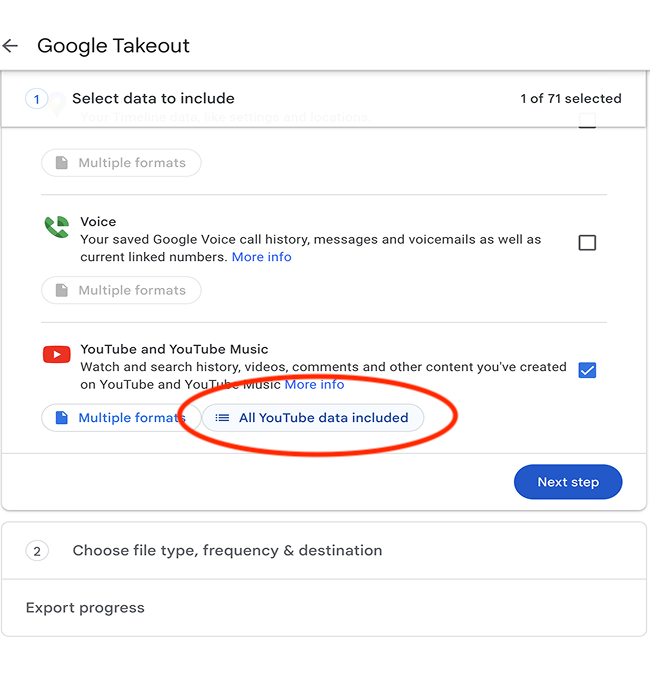 Google Takeout
1 Select data to include 1 of 71 selected
Your Timeline data, like settings and locations
Multiple formats
Voice
Your saved Google Voice call history, messages and voicemails as well as
current linked numbers. More info
Multiple formats
YouTube and YouTube Music
Watch and search history, videos, comments and other content you've created
on YouTube and YouTube Music More info
Multiple formats All YouTube data included
Next step
2 Choose file type, frequency & destination
Export progress